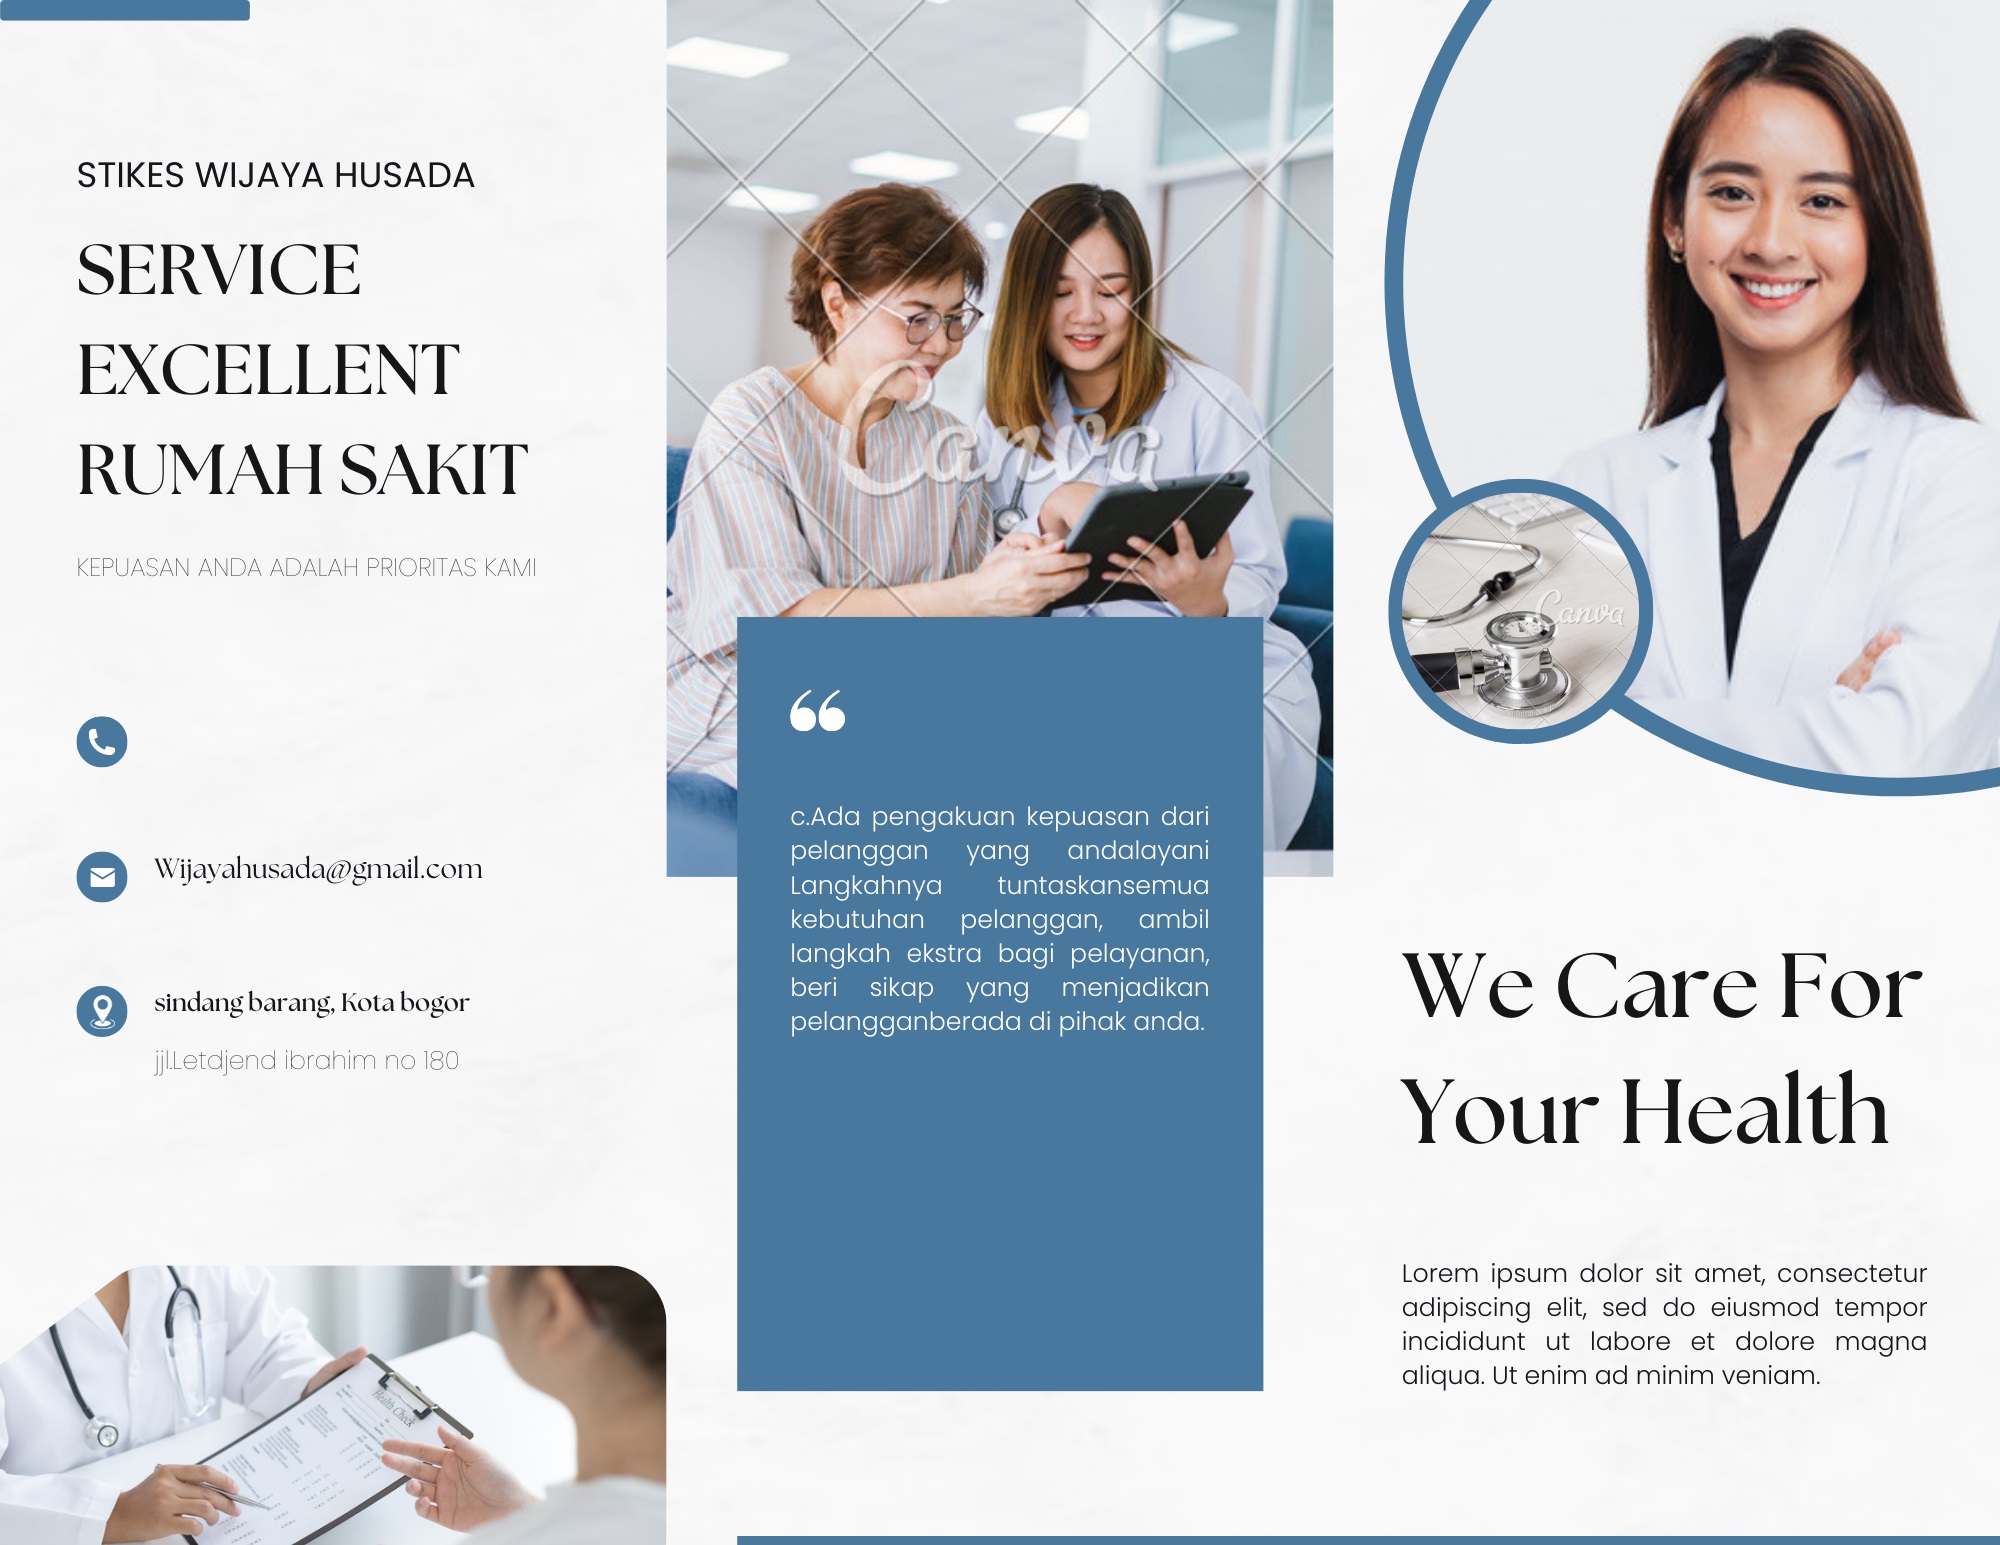 STIKES WIJAYA HUSADA
SERVICE
EXCELLENT
RUMAH SAKIT
KEPUASAN ANDA ADALAH PRIORITAS KAMI
Wijayahusada@gmail.com
sindang barang, Kota bogor
jjl.Letdjend ibrahim no 180
Health Check
Canva
“
c.Ada pengakuan kepuasan dari
pelanggan yang andalayani
Langkahnya tuntaskansemua
kebutuhan pelanggan, ambil
langkah ekstra bagi pelayanan,
beri sikap yang menjadikan
pelangganberada di pihak anda.
Canva
We Care For
Your Health
Lorem ipsum dolor sit amet, consectetur
adipiscing elit, sed do eiusmod tempor
incididunt ut labore et dolore magna
aliqua. Ut enim ad minim veniam.